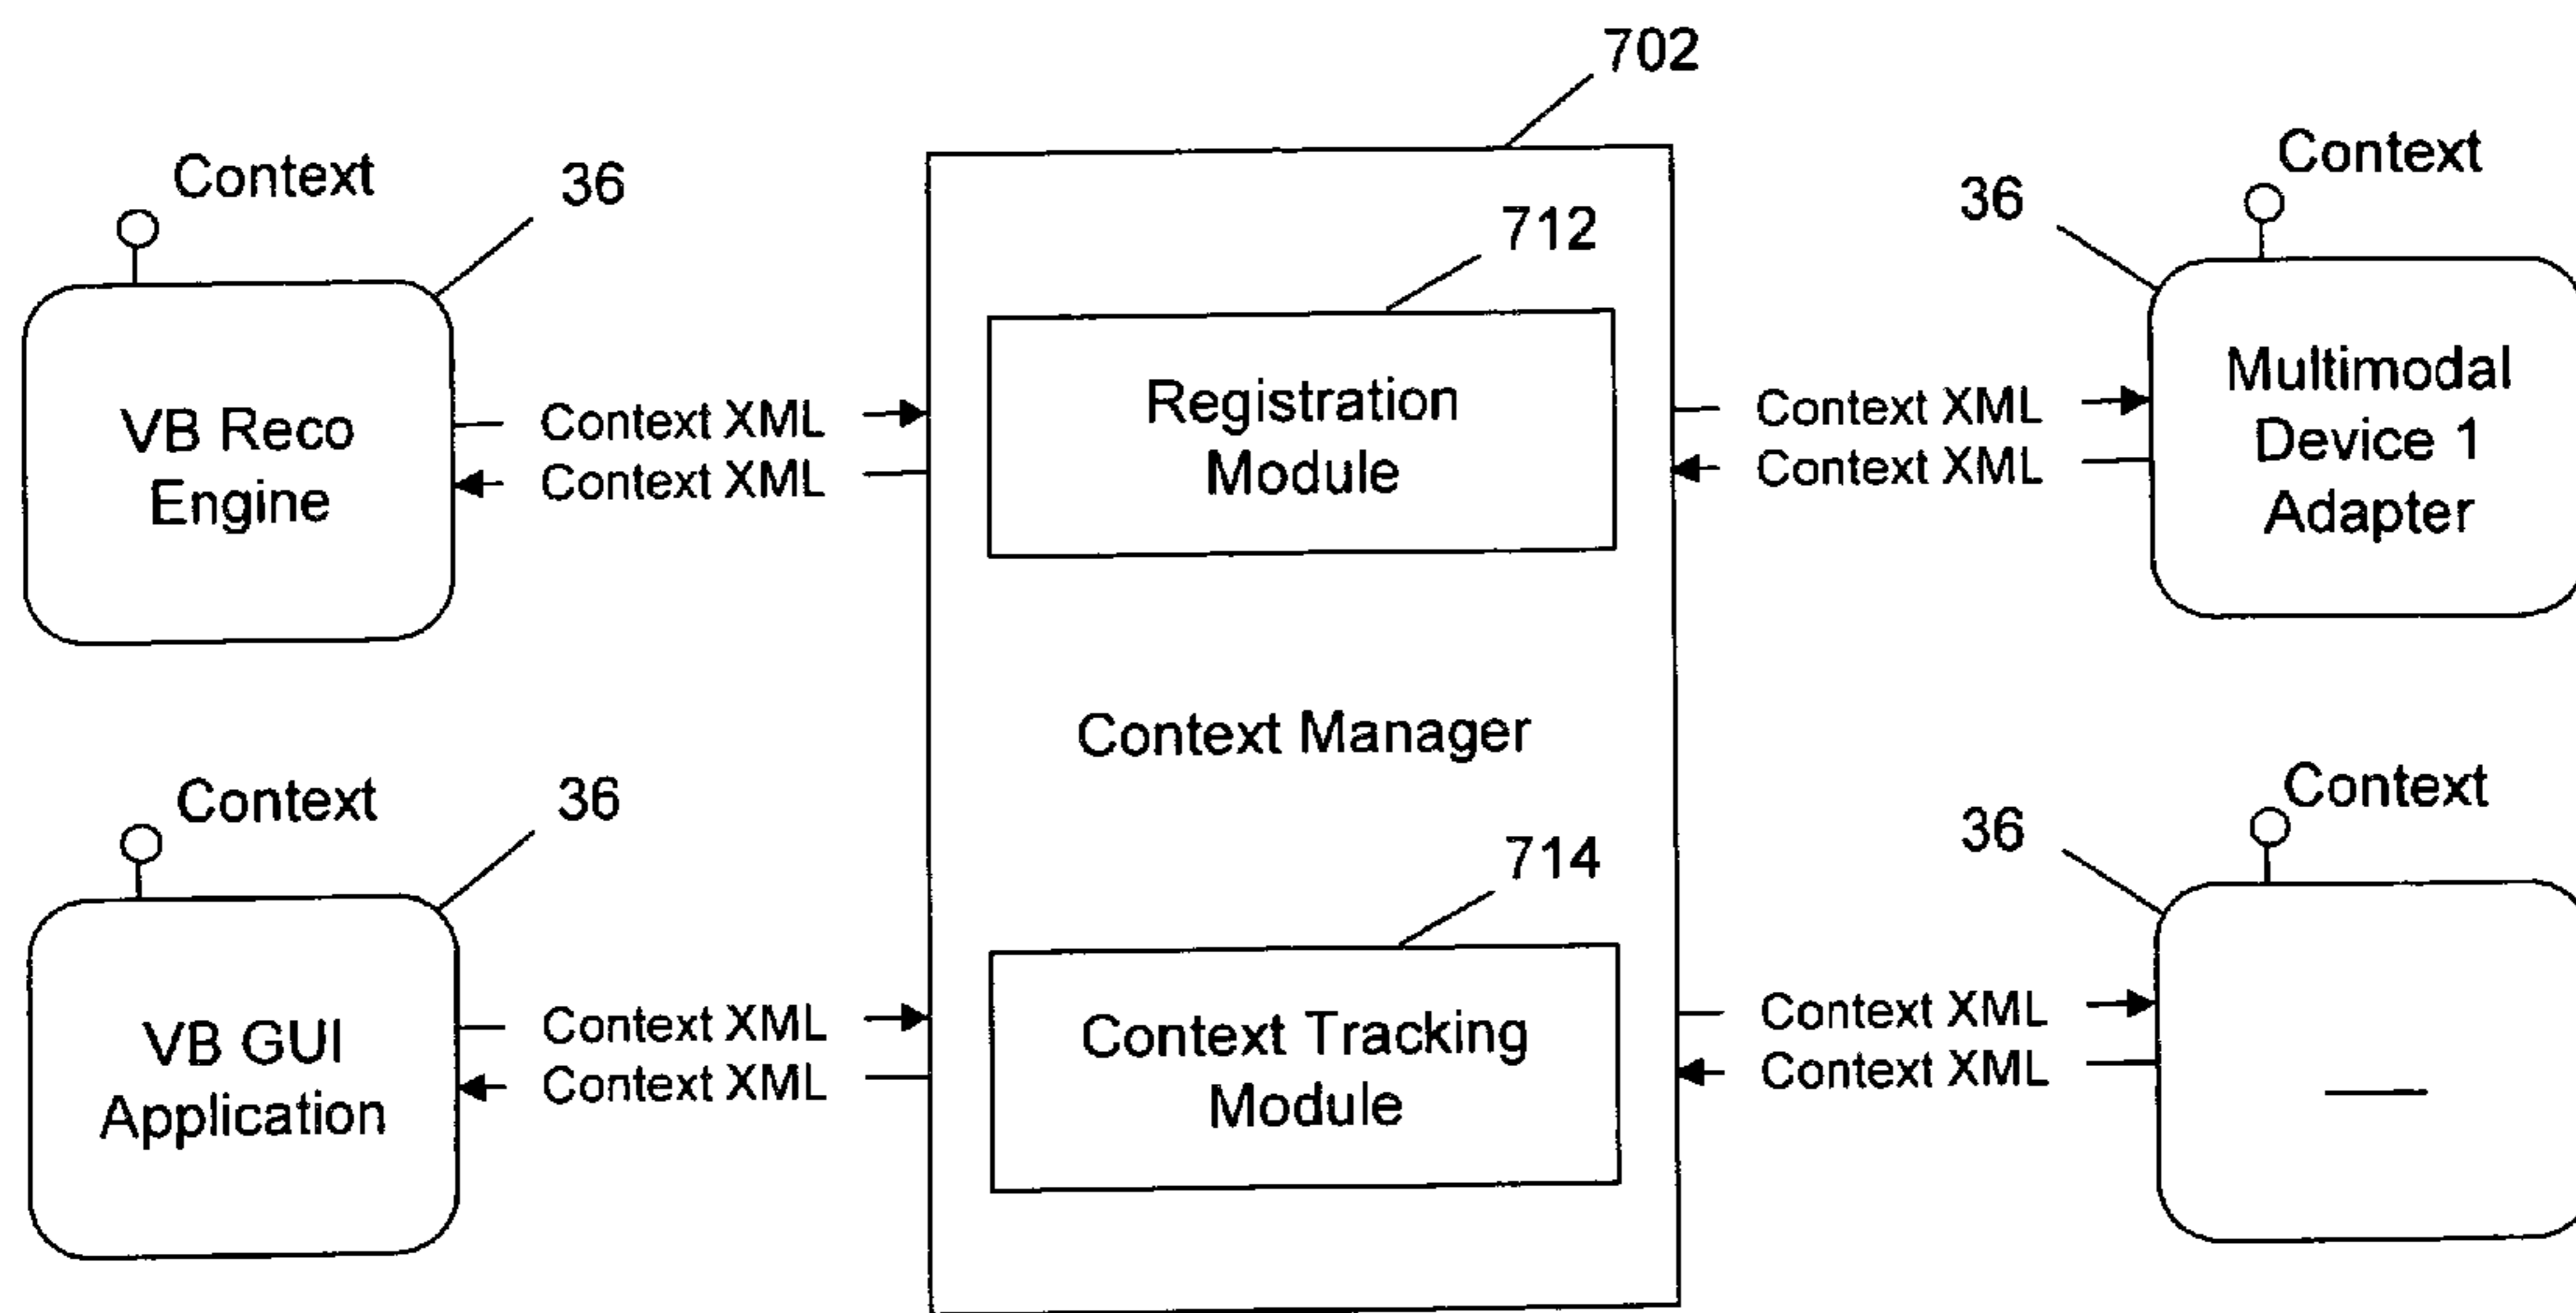 702
Context
36
VB Reco
Engine
Context XML
Context XML
712
Registration
Module
Context Manager
714
Context Tracking
Module
Context
36
VB GUI
Application
Context XML
Context XML
Context
36
Multimodal
Device 1
Adapter
Context XML
Context XML
Context
36
Context XML
Context XML